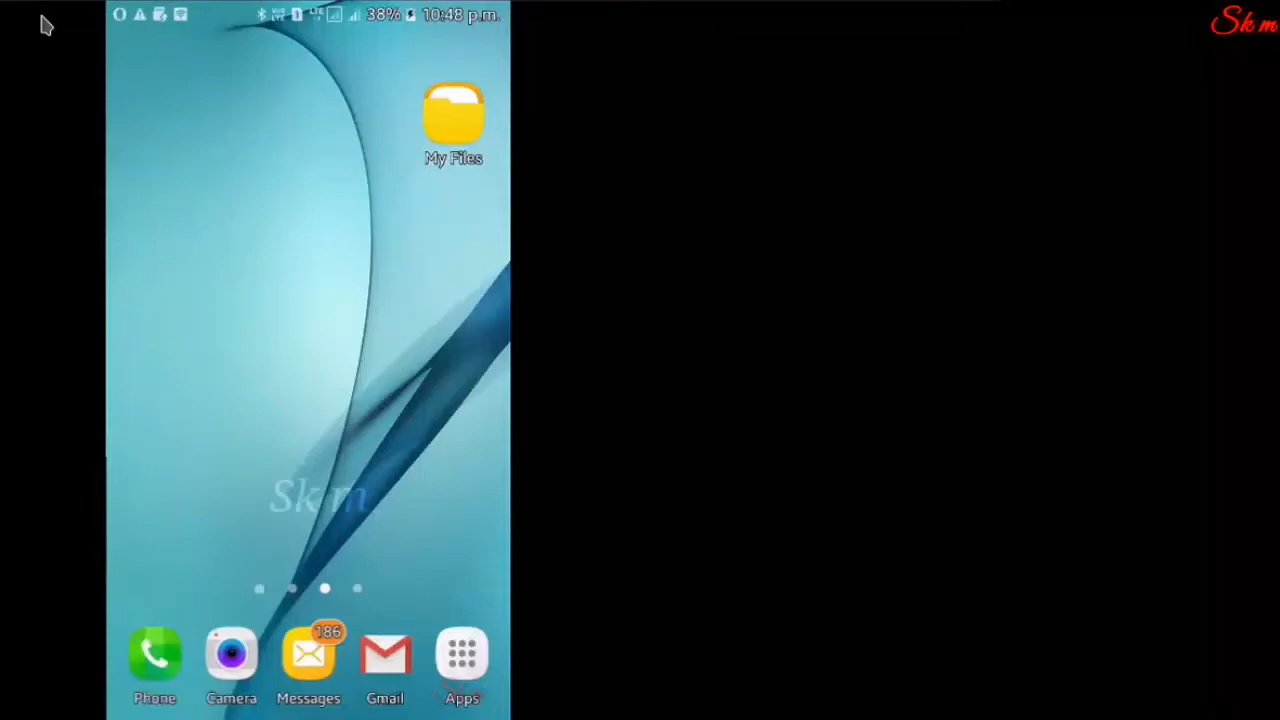 38% 10:48 p.m.
Sk m
My Files
Sk m
186
Phone Camera Messages Gmail Apps